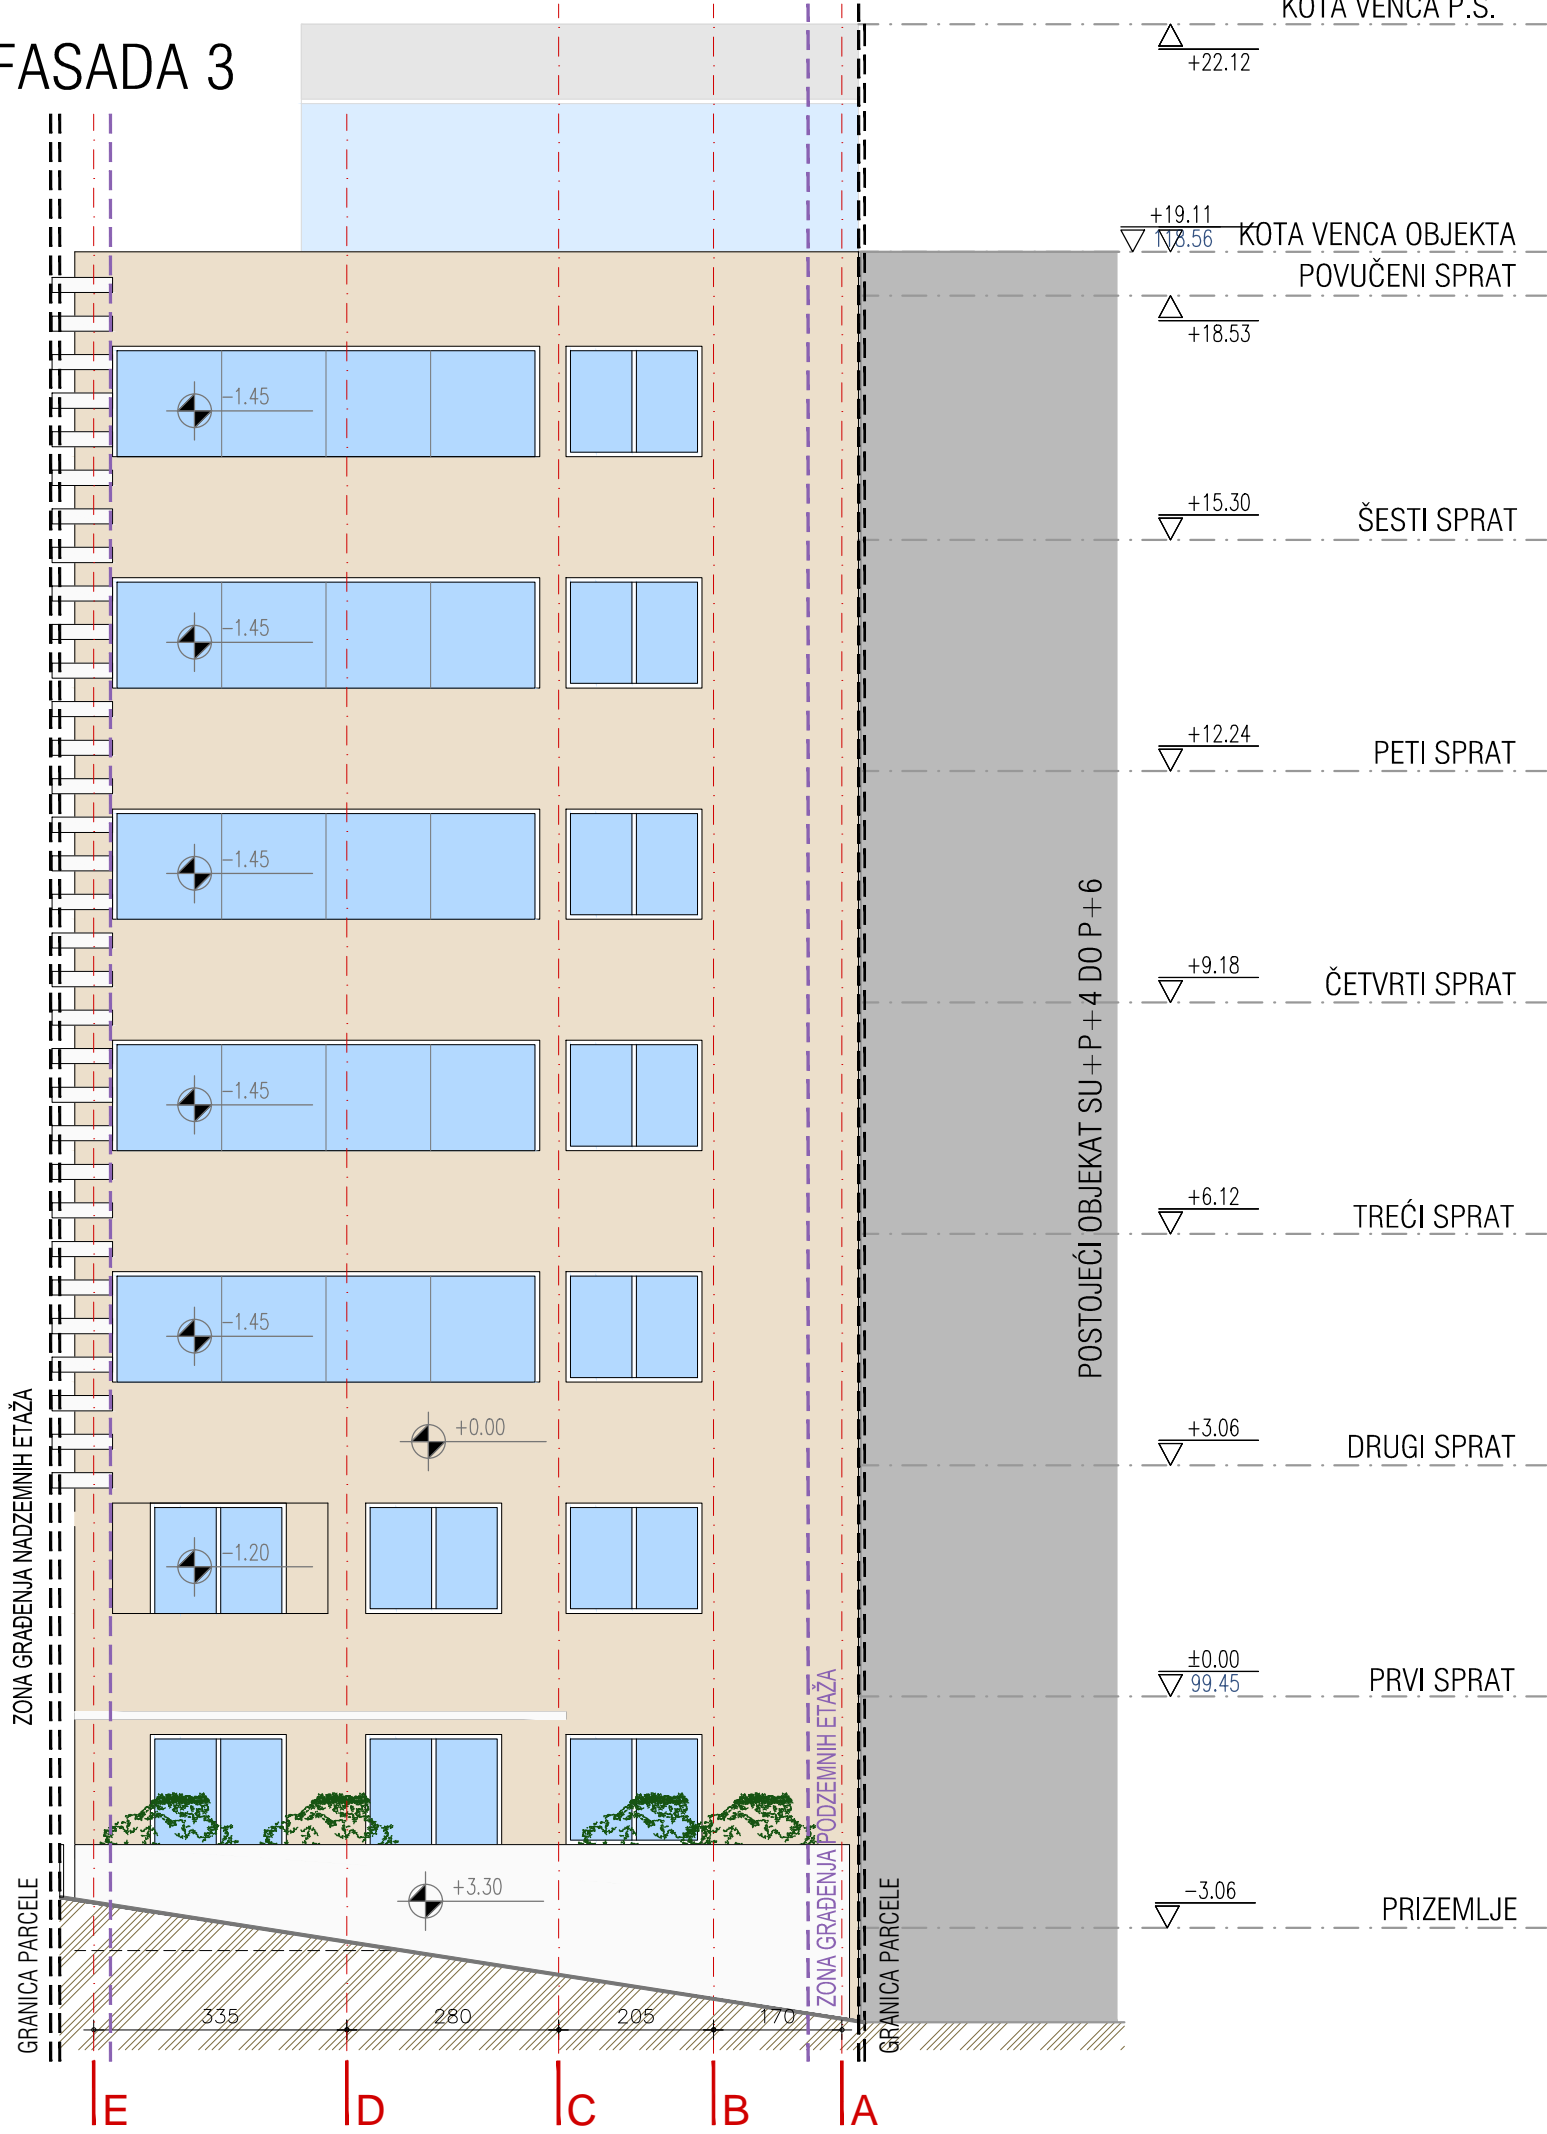 KOTA VENCA P.S.
+22.12
FASADA 3
+19.11
118.56
KOTA VENCA OBJEKTA
POVUČENI SPRAT
+18.53
-1.45
+15.30
ŠESTI SPRAT
-1.45
+12.24
PETI SPRAT
-1.45
+9.18
ČETVRTI SPRAT
-1.45
+6.12
TREĆI SPRAT
POSTOJEĆI OBJEKAT SU+P+4 DO P+6
-1.45
+0.00
+3.06
DRUGI SPRAT
ZONA GRAĐENJA NADZEMNIH ETAŽA
-1.20
±0.00
99.45
PRVI SPRAT
ZONA GRAĐENJA PODZEMNIH ETAŽA
+3.30
-3.06
PRIZEMLJE
GRANICA PARCELE
GRANICA PARCELE
335
280
205
170
E
D
C
B
A